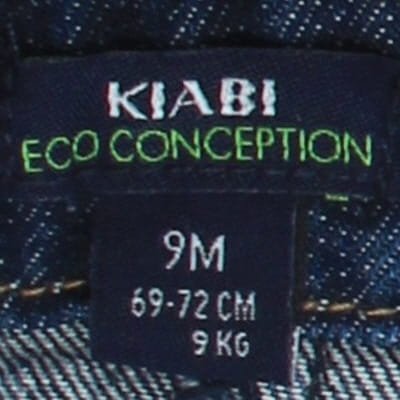 KIABI
ECO CONCEPTION
9M
69-72 CM
9 KG